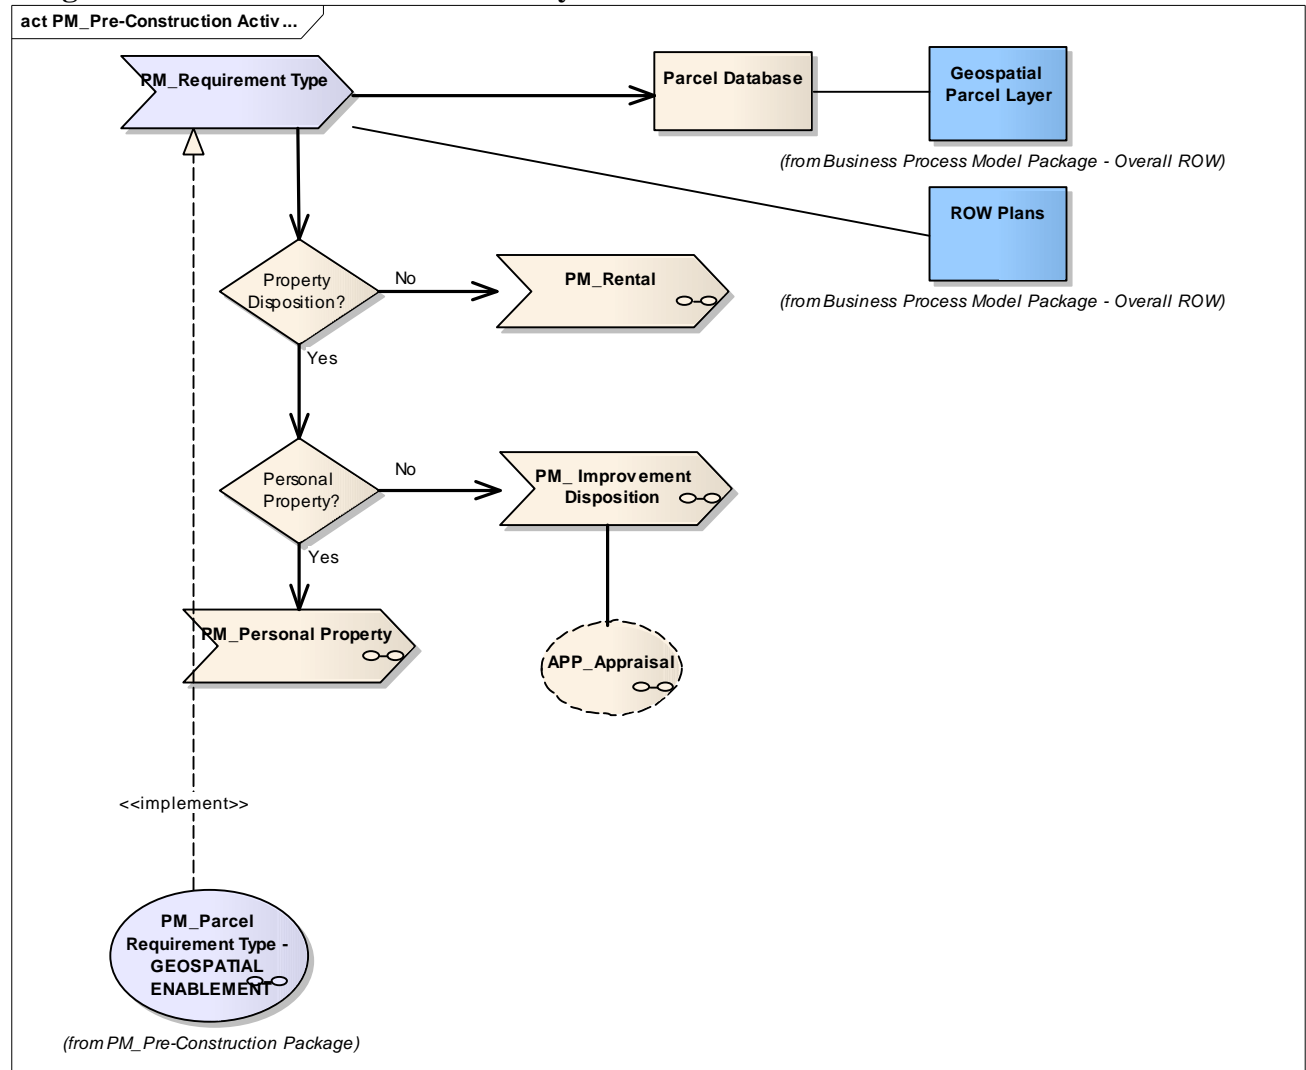 act PM_Pre-Construction Activ...
PM_Requirement Type
Parcel Database
Geospatial
Parcel Layer
(from Business Process Model Package - Overall ROW)
ROW Plans
(from Business Process Model Package - Overall ROW)
Property
Disposition?
No
PM_Rental
Yes
Personal
Property?
No
PM_ Improvement
Disposition
Yes
PM_Personal Property
APP_Appraisal
<<implement>>
PM_Parcel
Requirement Type -
GEOSPATIAL
ENABLEMENT
(from PM_Pre-Construction Package)